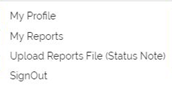 My Profile
My Reports
Upload Reports File (Status Note)
SignOut